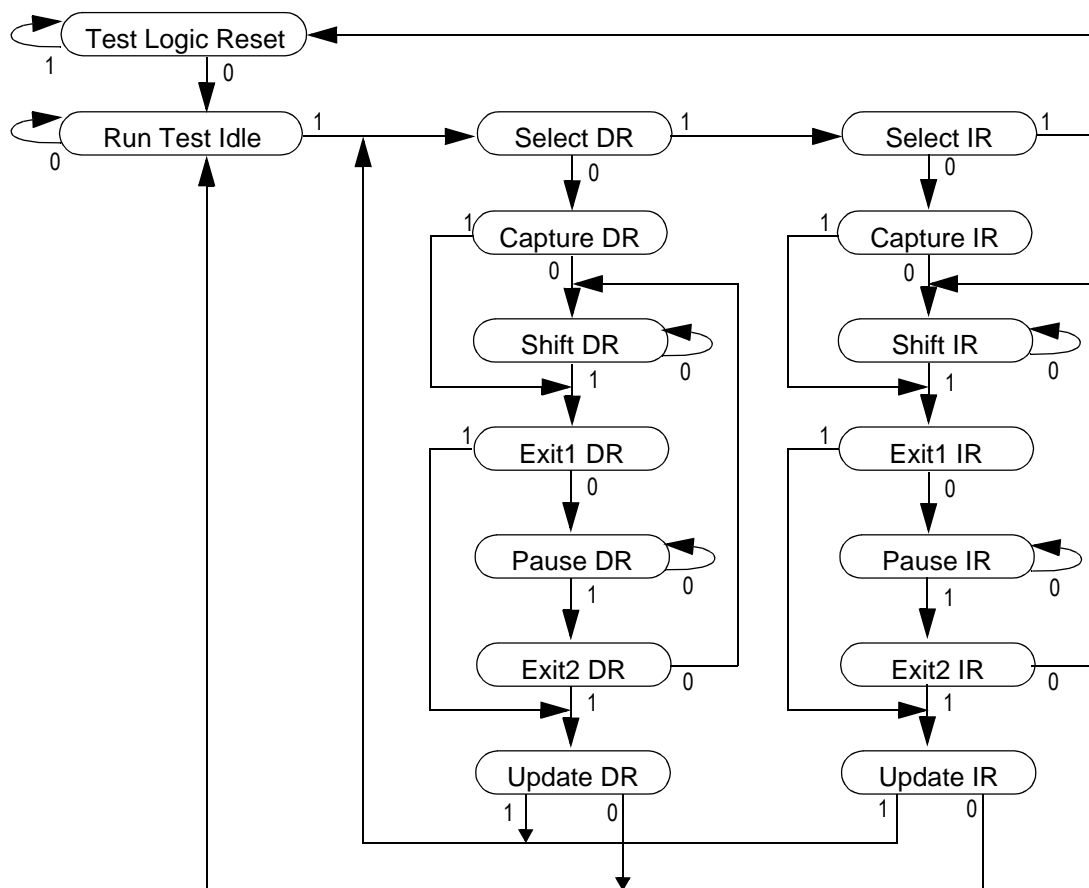 Test Logic Reset
1
0
Run Test Idle
1
Select DR
1
Select IR
1
0
0
0
1
Capture DR
1
Capture IR
0
0
Shift DR
0
Shift IR
0
1
1
1
Exit1 DR
1
Exit1 IR
0
0
Pause DR
0
Pause IR
0
1
1
Exit2 DR
0
Exit2 IR
0
1
1
Update DR
Update IR
1
0
1
0